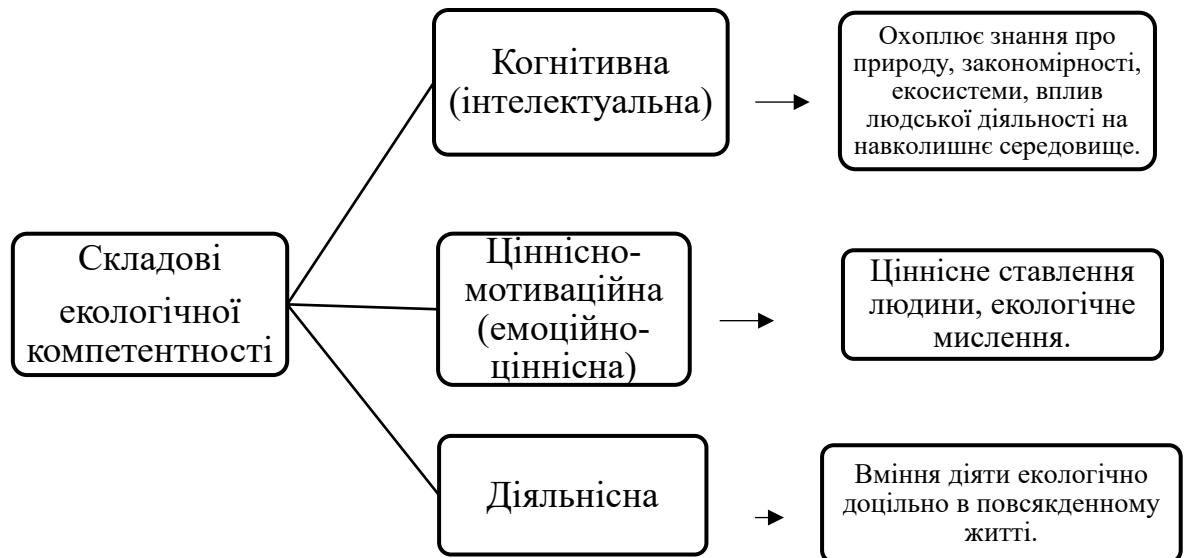 Складові
екологічної
компетентності
Когнітивна
(інтелектуальна)
Охоплює знання про
природу, закономірності,
екосистеми, вплив
людської діяльності на
навколишнє середовище.
Ціннісно-
мотиваційна
(емоційно-
ціннісна)
Ціннісне ставлення
людини, екологічне
мислення.
Діяльнісна
Вміння діяти екологічно
доцільно в повсякденному
житті.